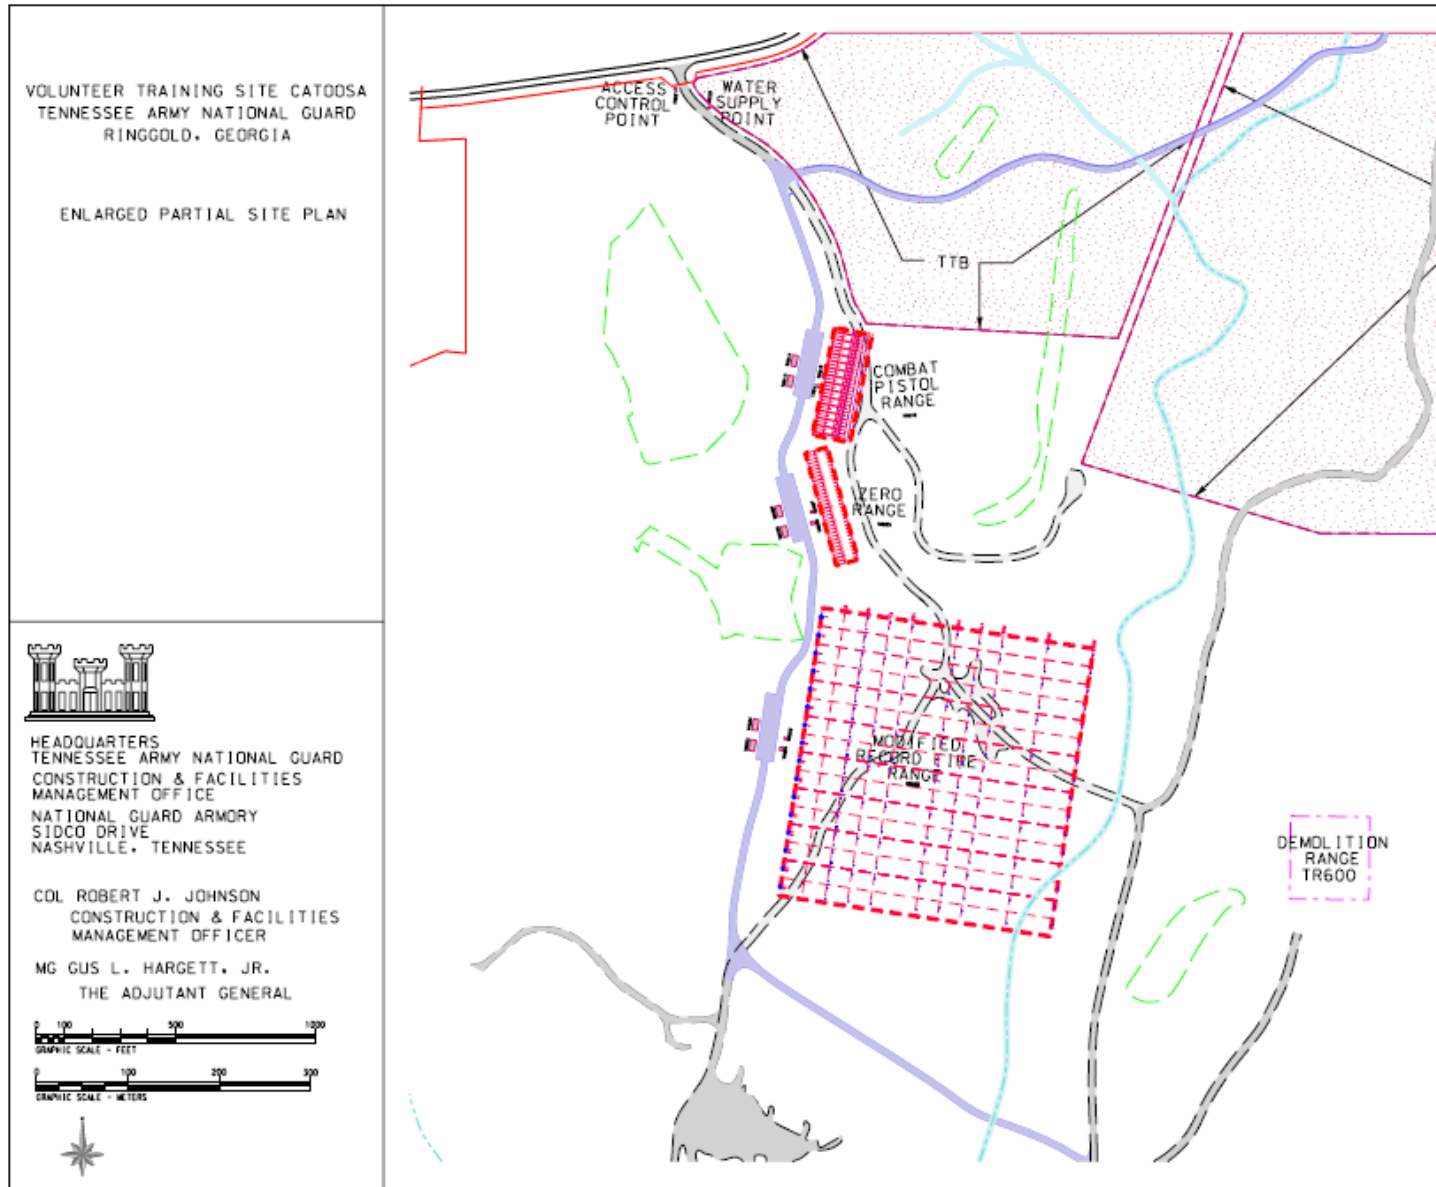 VOLUNTEER TRAINING SITE CATOOSA
TENNESSEE ARMY NATIONAL GUARD
RINGGOLD, GEORGIA
ENLARGED PARTIAL SITE PLAN
HEADQUARTERS
TENNESSEE ARMY NATIONAL GUARD
CONSTRUCTION & FACILITIES
MANAGEMENT OFFICE
NATIONAL GUARD ARMORY
SIDCO DRIVE
NASHVILLE, TENNESSEE
COL ROBERT J. JOHNSON
CONSTRUCTION & FACILITIES
MANAGEMENT OFFICER
MG GUS L. HARGETT, JR.
THE ADJUTANT GENERAL
0 100 500 1000
GRAPHIC SCALE - FEET
0 100 200 300
GRAPHIC SCALE - METERS
ACCESS
CONTROL
POINT
WATER
SUPPLY
POINT
TTB
COMBAT
PISTOL
RANGE
ZERO
RANGE
MODIFIED
RECORD FIRE
RANGE
DEMOLITION
RANGE
TR600